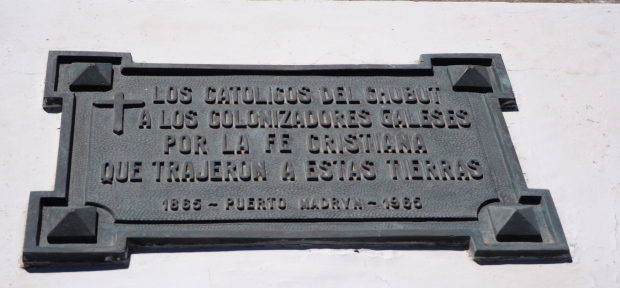 LOS CATOLICOS DEL CHUBUT
A LOS COLONIZADORES GALESES
POR LA FE CRISTIANA
QUE TRAJERON A ESTAS TIERRAS
1865 - PUERTO MADRYN - 1965